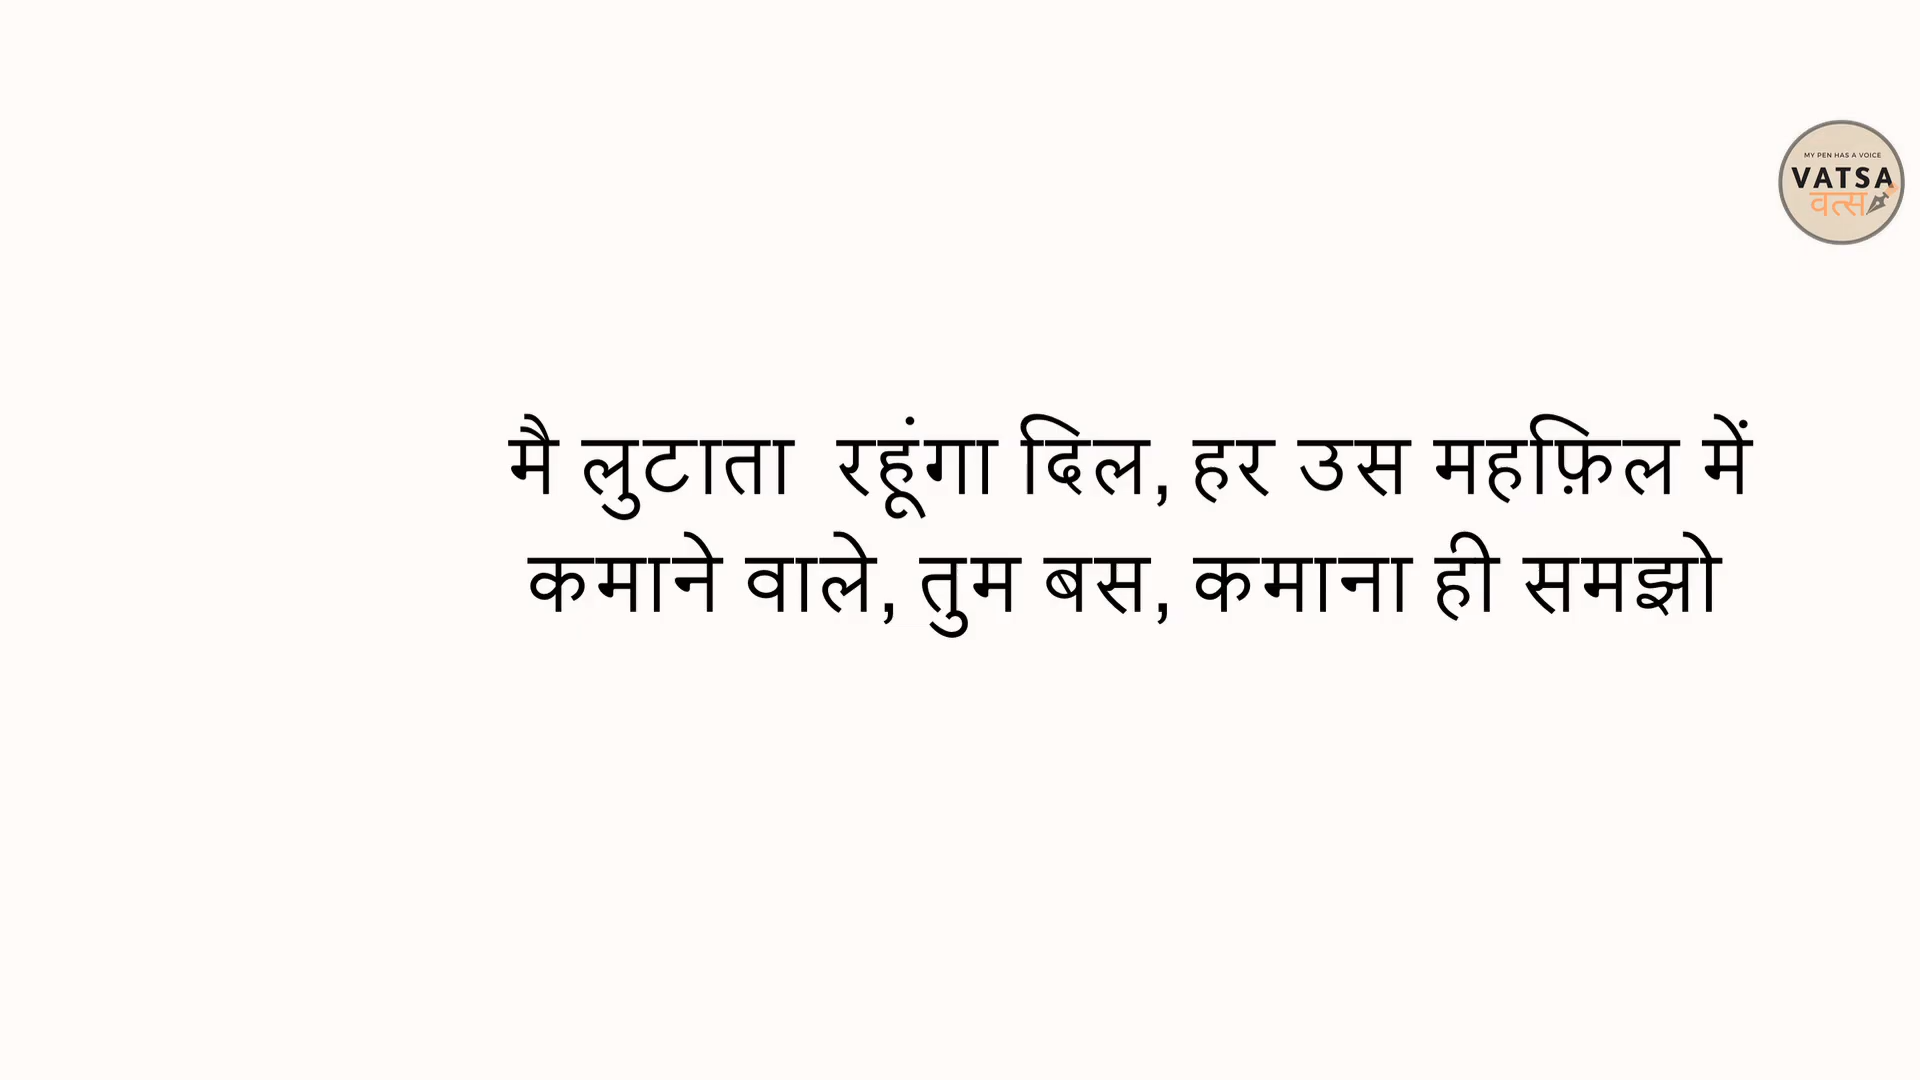 MY PEN HAS A VOICE
VATSA
वत्स
मै लुटाता रहूंगा दिल, हर उस महफ़िल में
कमाने वाले, तुम बस, कमाना ही समझो